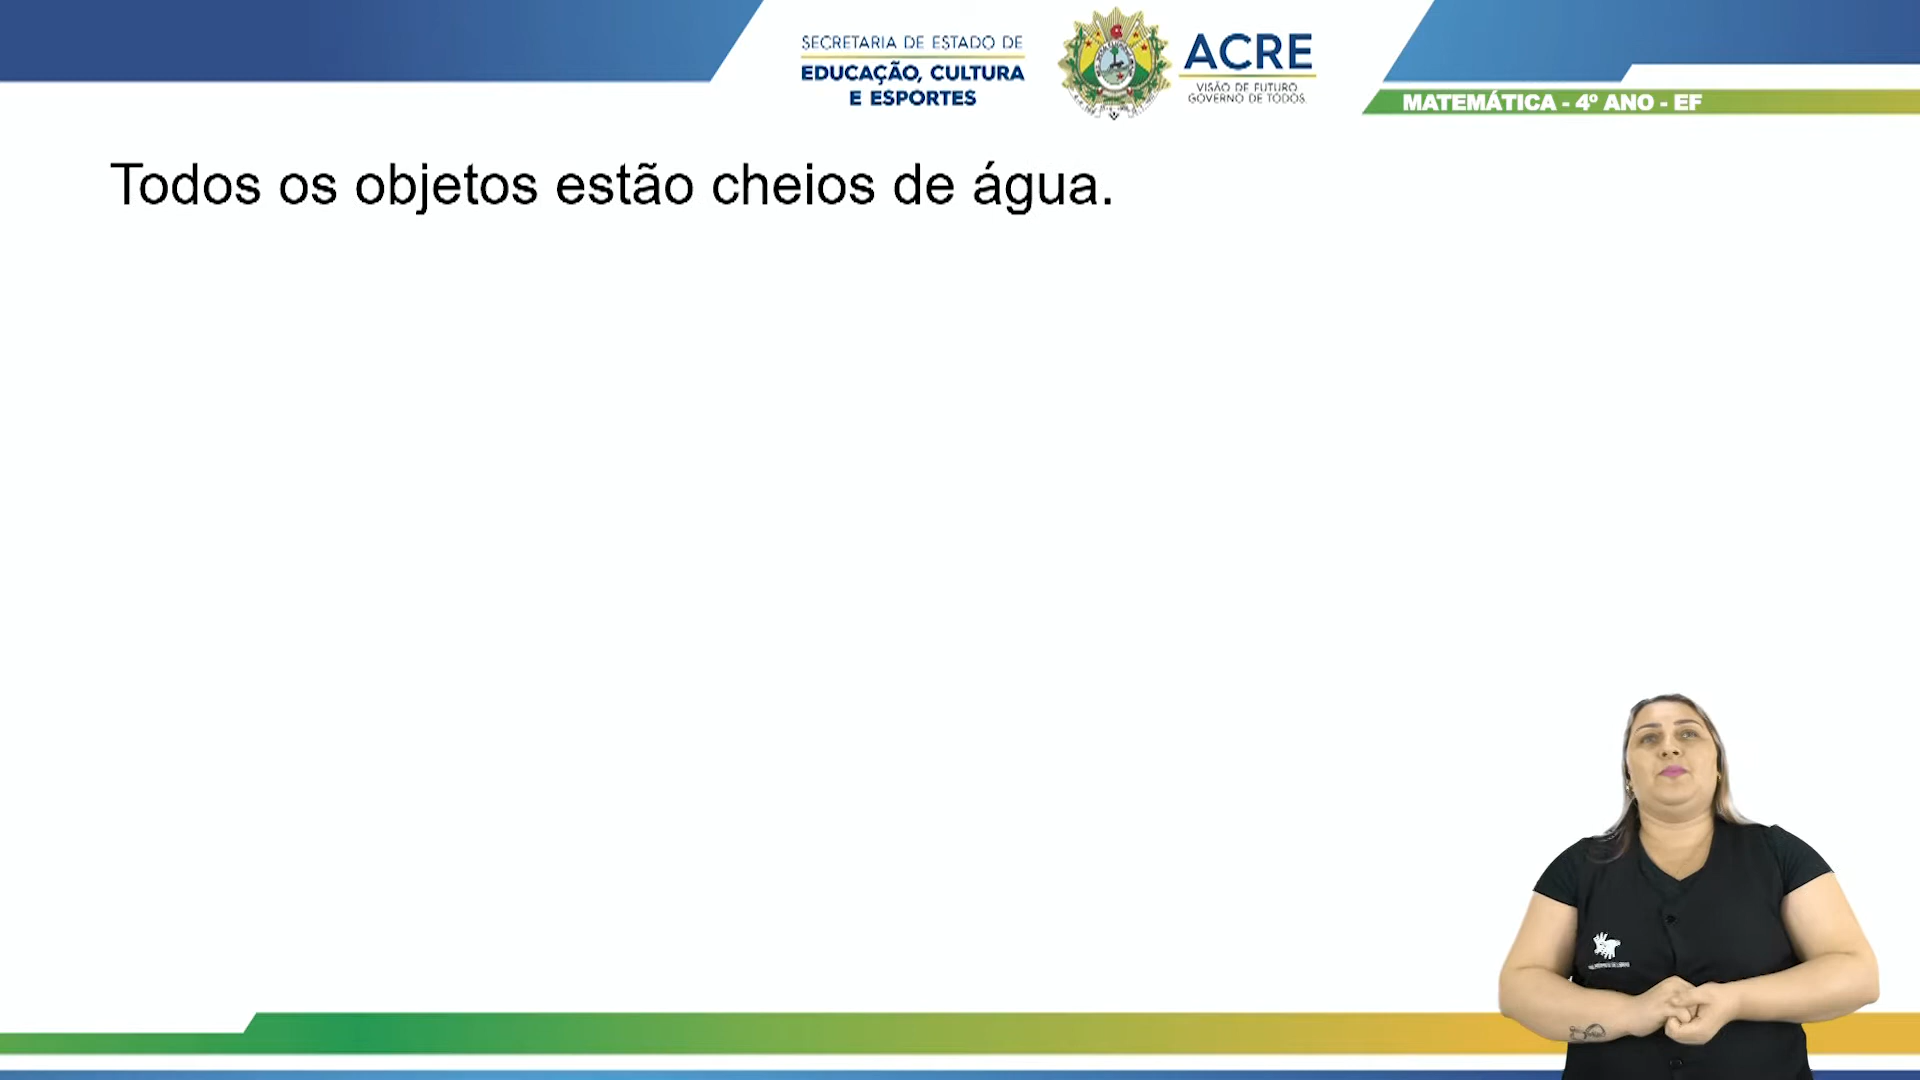 SECRETARIA DE ESTADO DE
EDUCAÇÃO, CULTURA
E ESPORTES
ACRE
VISÃO DE FUTURO
GOVERNO DE TODOS.
MATEMÁTICA - 4º ANO - EF
Todos os objetos estão cheios de água.